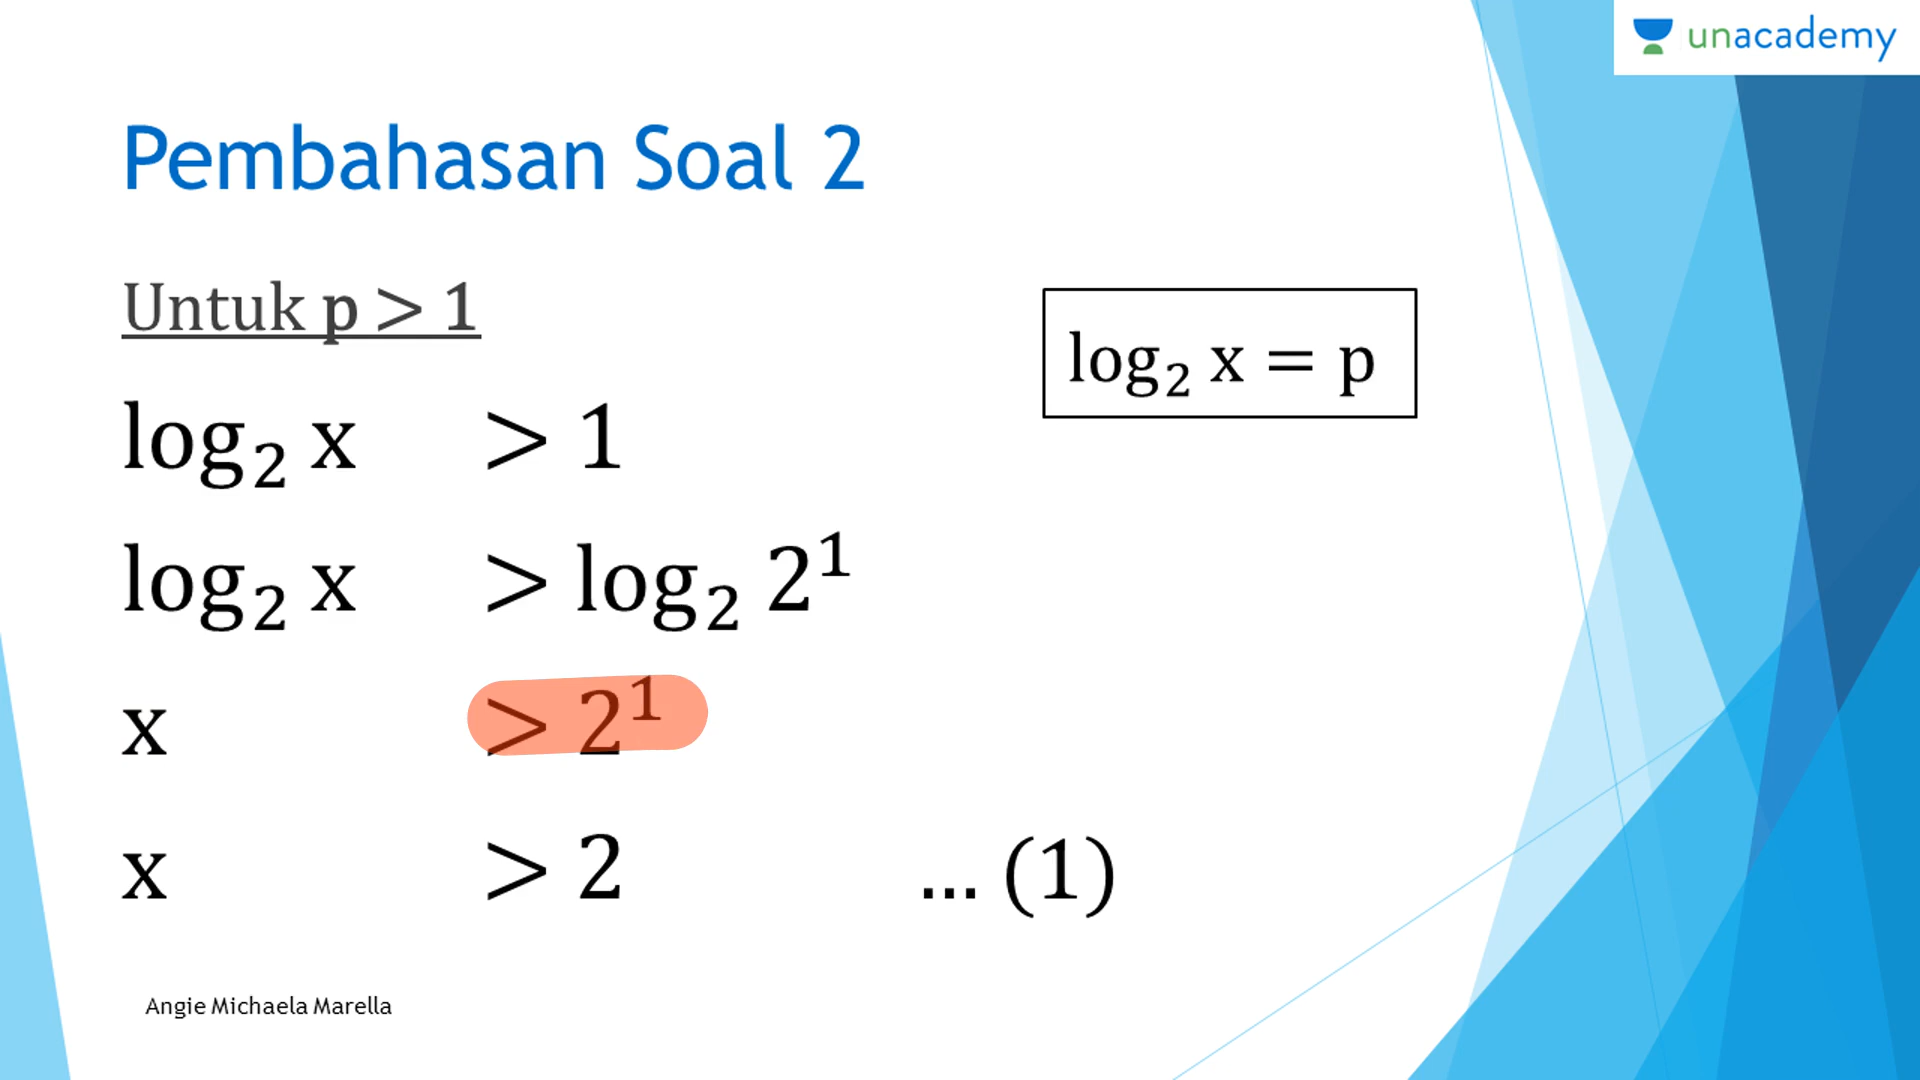 unacademy
Pembahasan Soal 2
Untuk p > 1
log₂ x = p
log₂ x > 1
log₂ x > log₂ 2¹
x > 2¹
x > 2 ... (1)
Angie Michaela Marella